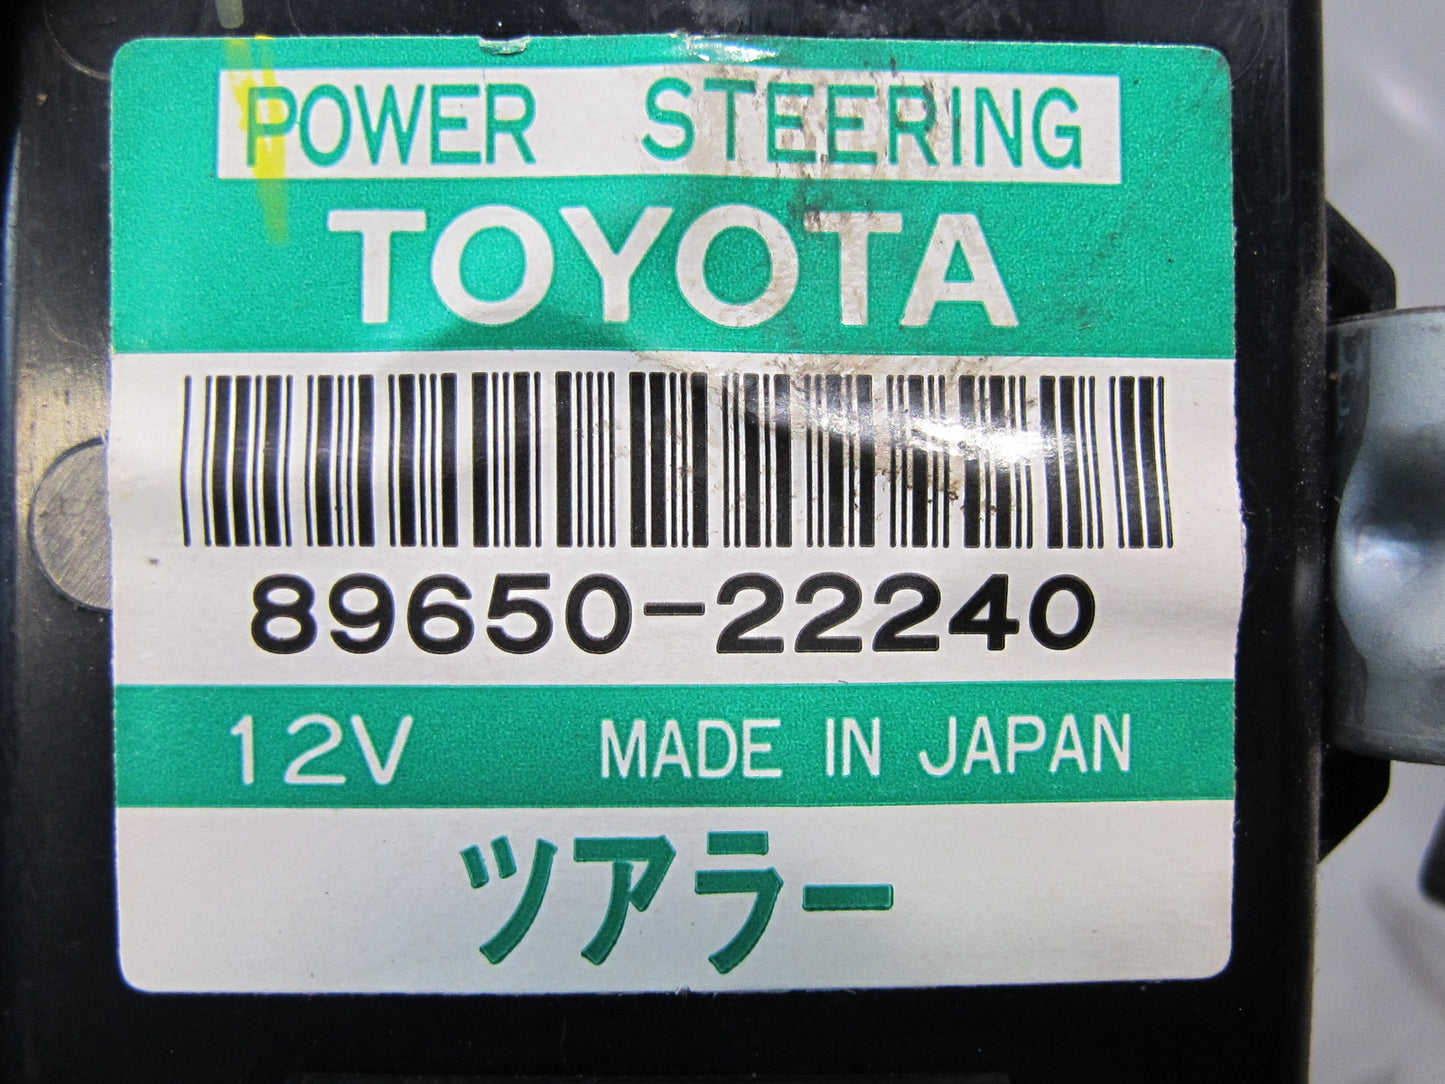 POWER STEERING
TOYOTA
89650-22240
12V MADE IN JAPAN
ツアラー